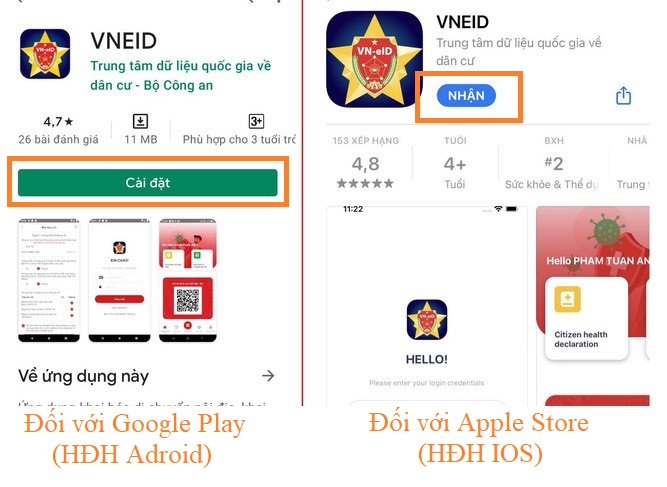 VNEID
Trung tâm dữ liệu quốc gia về
dân cư - Bộ Công an
4,7★
26 bài đánh giá
11 MB
3+
Phù hợp cho 3 tuổi trở
Cài đặt
Về ứng dụng này
Đối với Google Play
(HĐH Adroid)
VN-eID
VNEID
Trung tâm dữ liệu quốc gia về
dân cư
NHẬN
153 XẾP HẠNG
4,8
★★★★★
TUỔI
4+
Tuổi
BXH
#2
Sức khỏe & Thể dụ
NHÀ
Trung t
11:22
VN-eID
HELLO!
Please enter your login credentials
Hello PHAM TUAN AN
Citizen health
declaration
Đối với Apple Store
(HĐH IOS)